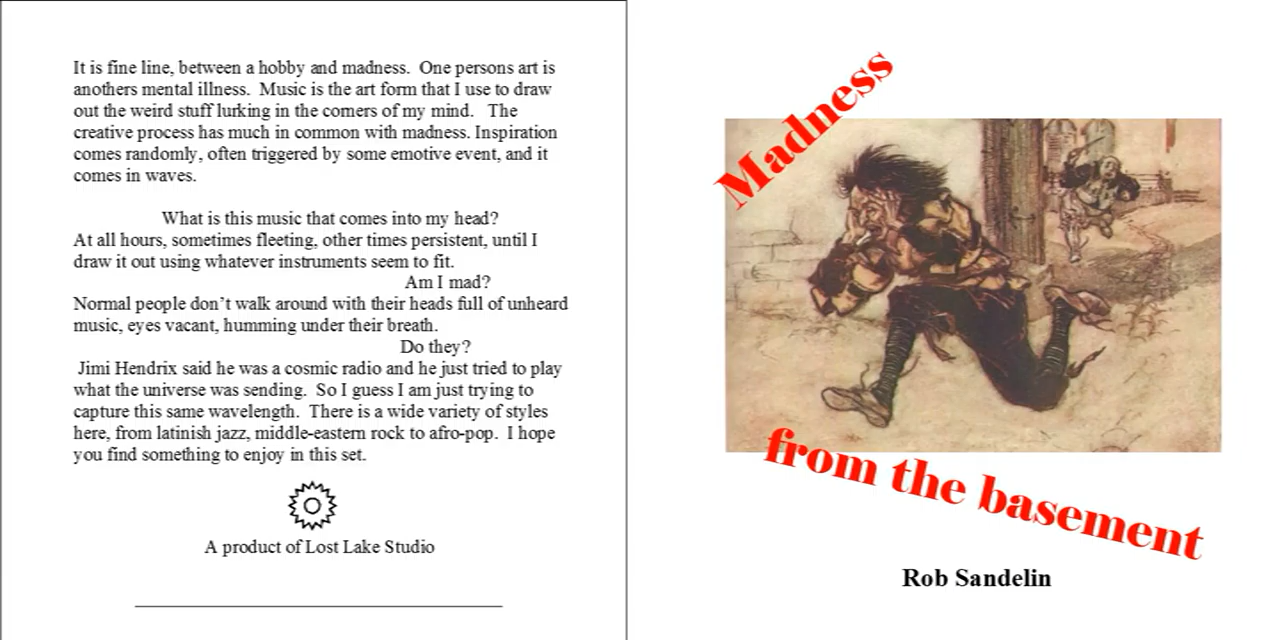 It is fine line, between a hobby and madness.  One persons art is
anothers mental illness.  Music is the art form that I use to draw
out the weird stuff lurking in the corners of my mind.   The
creative process has much in common with madness. Inspiration
comes randomly, often triggered by some emotive event, and it
comes in waves.
What is this music that comes into my head?
At all hours, sometimes fleeting, other times persistent, until I
draw it out using whatever instruments seem to fit.
Am I mad?
Normal people don’t walk around with their heads full of unheard
music, eyes vacant, humming under their breath.
Do they?
Jimi Hendrix said he was a cosmic radio and he just tried to play
what the universe was sending.  So I guess I am just trying to
capture this same wavelength.  There is a wide variety of styles
here, from latinish jazz, middle-eastern rock to afro-pop.  I hope
you find something to enjoy in this set.
A product of Lost Lake Studio
Madness
from the basement
Rob Sandelin